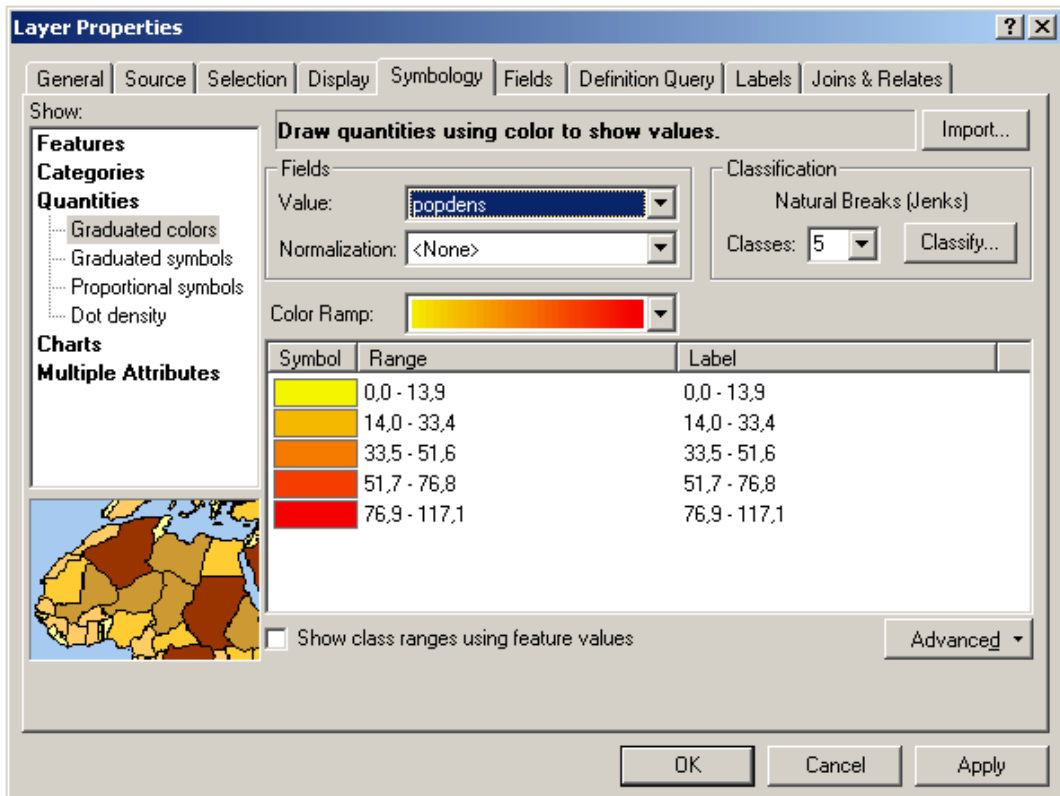 Layer Properties
General Source Selection Display Symbology Fields Definition Query Labels Joins & Relates
Show:
Features
Categories
Quantities
Graduated colors
Graduated symbols
Proportional symbols
Dot density
Charts
Multiple Attributes
Draw quantities using color to show values.
Import...
Fields
Value: popdens
Normalization: <None>
Classification
Natural Breaks (Jenks)
Classes: 5 Classify...
Color Ramp:
Symbol Range Label
0,0 - 13,9 0,0 - 13,9
14,0 - 33,4 14,0 - 33,4
33,5 - 51,6 33,5 - 51,6
51,7 - 76,8 51,7 - 76,8
76,9 - 117,1 76,9 - 117,1
Show class ranges using feature values
Advanced
OK Cancel Apply